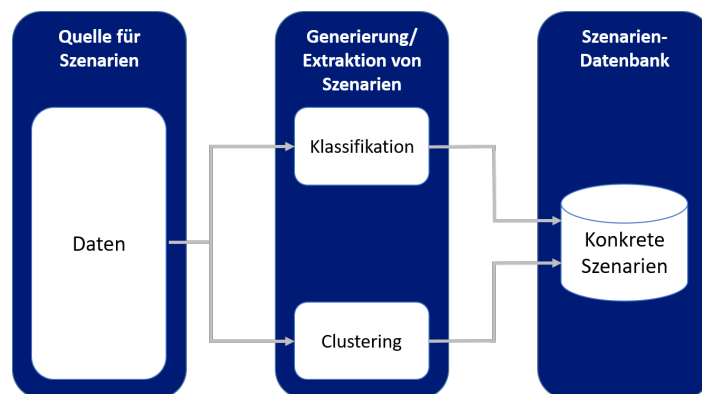 Quelle für
Szenarien
Daten
Generierung/
Extraktion von
Szenarien
Klassifikation
Clustering
Szenarien-
Datenbank
Konkrete
Szenarien